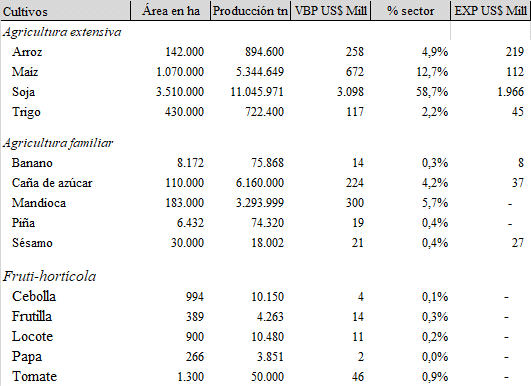 Cultivos Área en ha Producción tn VBP US$ Mill % sector EXP US$ Mill
Agricultura extensiva
Arroz 142.000 894.600 258 4,9% 219
Maiz 1.070.000 5.344.649 672 12,7% 112
Soja 3.510.000 11.045.971 3.098 58,7% 1.966
Trigo 430.000 722.400 117 2,2% 45
Agricultura familiar
Banano 8.172 75.868 14 0,3% 8
Caña de azúcar 110.000 6.160.000 224 4,2% 37
Mandioca 183.000 3.293.999 300 5,7% -
Piña 6.432 74.320 19 0,4% -
Sésamo 30.000 18.002 21 0,4% 27
Fruti-hortícola
Cebolla 994 10.150 4 0,1% -
Frutilla 389 4.263 14 0,3% -
Locote 900 10.480 11 0,2% -
Papa 266 3.851 2 0,0% -
Tomate 1.300 50.000 46 0,9% -